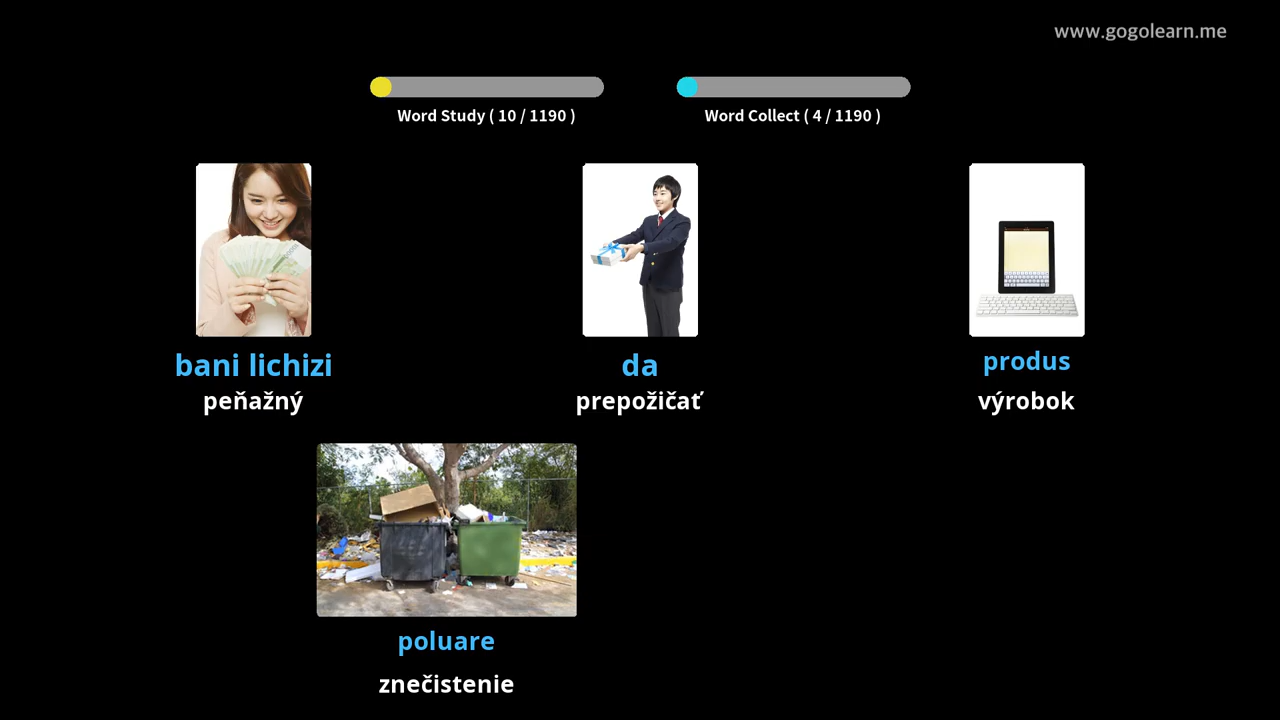 www.gogolearn.me
Word Study ( 10 / 1190 )
Word Collect ( 4 / 1190 )
bani lichizi
peňažný
da
prepožičať
produs
výrobok
poluare
znečistenie